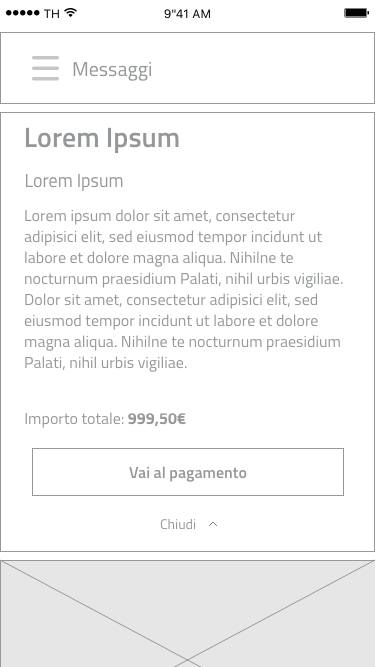 TH 9"41 AM
Messaggi
Lorem Ipsum
Lorem Ipsum
Lorem ipsum dolor sit amet, consectetur
adipisici elit, sed eiusmod tempor incidunt ut
labore et dolore magna aliqua. Nihilne te
nocturnum praesidium Palati, nihil urbis vigiliae.
Dolor sit amet, consectetur adipisici elit, sed
eiusmod tempor incidunt ut labore et dolore
magna aliqua. Nihilne te nocturnum praesidium
Palati, nihil urbis vigiliae.
Importo totale: 999,50€
Vai al pagamento
Chiudi